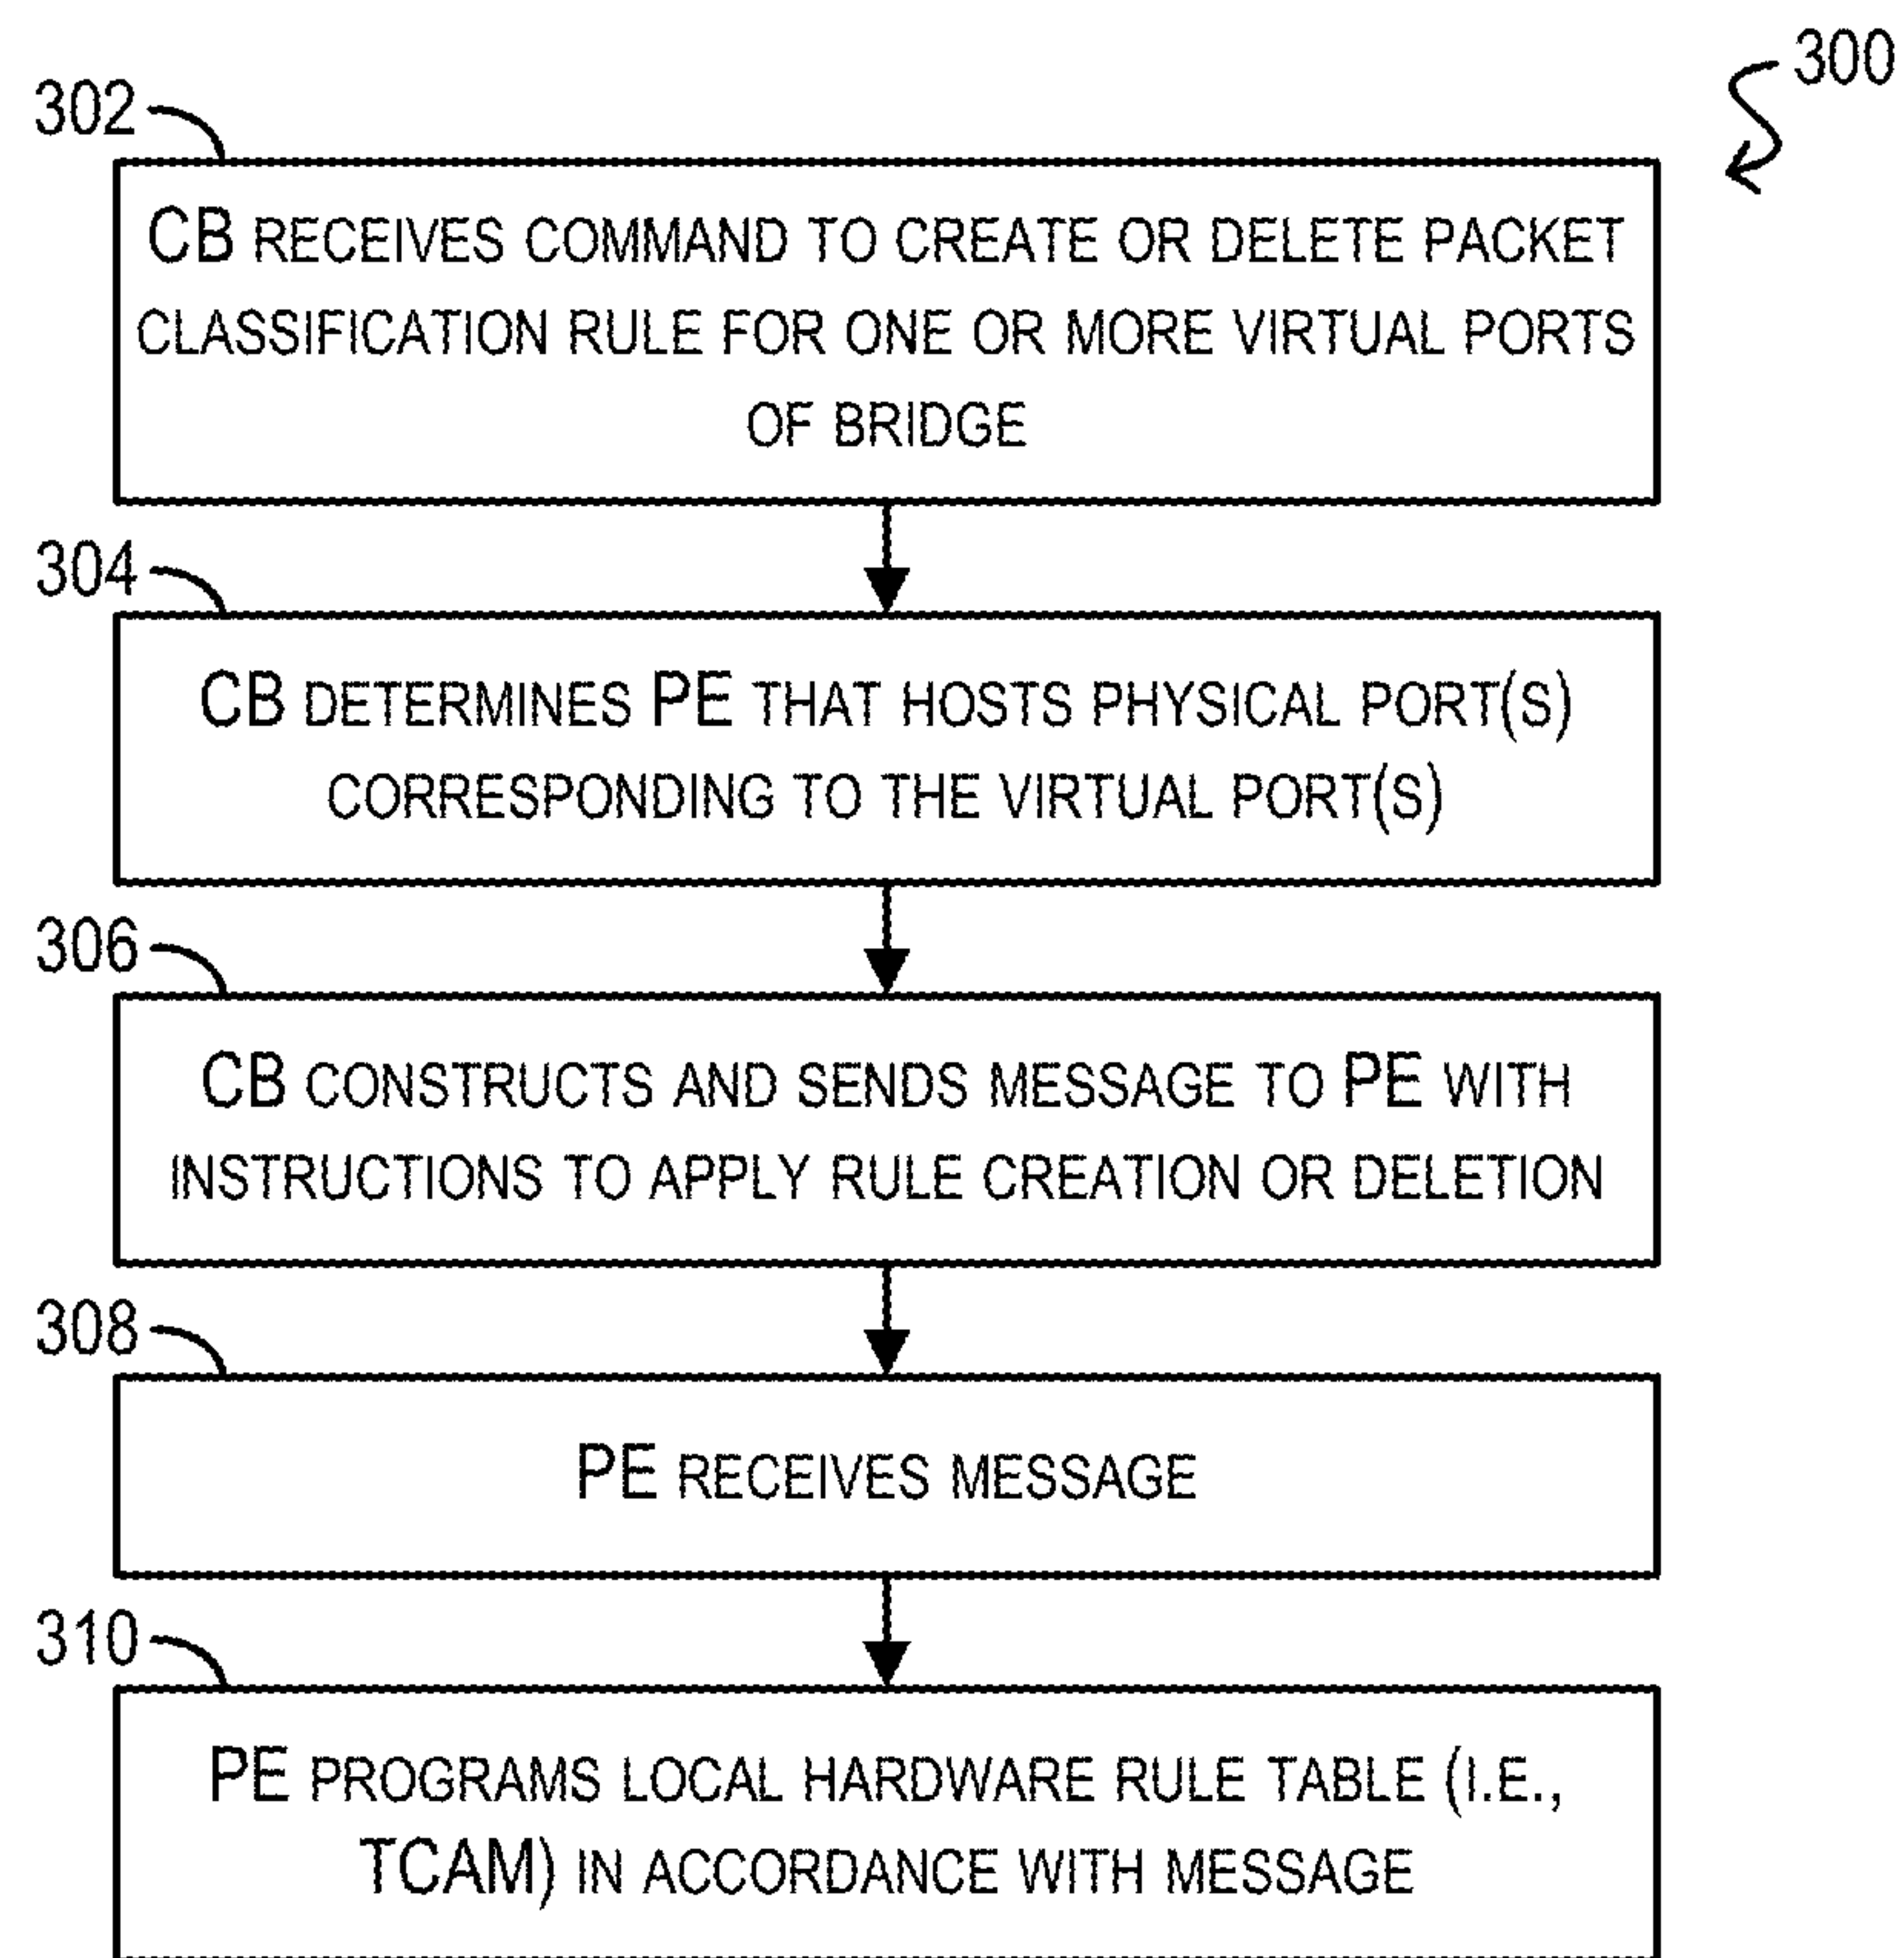 300
302
CB RECEIVES COMMAND TO CREATE OR DELETE PACKET
CLASSIFICATION RULE FOR ONE OR MORE VIRTUAL PORTS
OF BRIDGE
304
CB DETERMINES PE THAT HOSTS PHYSICAL PORT(S)
CORRESPONDING TO THE VIRTUAL PORT(S)
306
CB CONSTRUCTS AND SENDS MESSAGE TO PE WITH
INSTRUCTIONS TO APPLY RULE CREATION OR DELETION
308
PE RECEIVES MESSAGE
310
PE PROGRAMS LOCAL HARDWARE RULE TABLE (I.E.,
TCAM) IN ACCORDANCE WITH MESSAGE